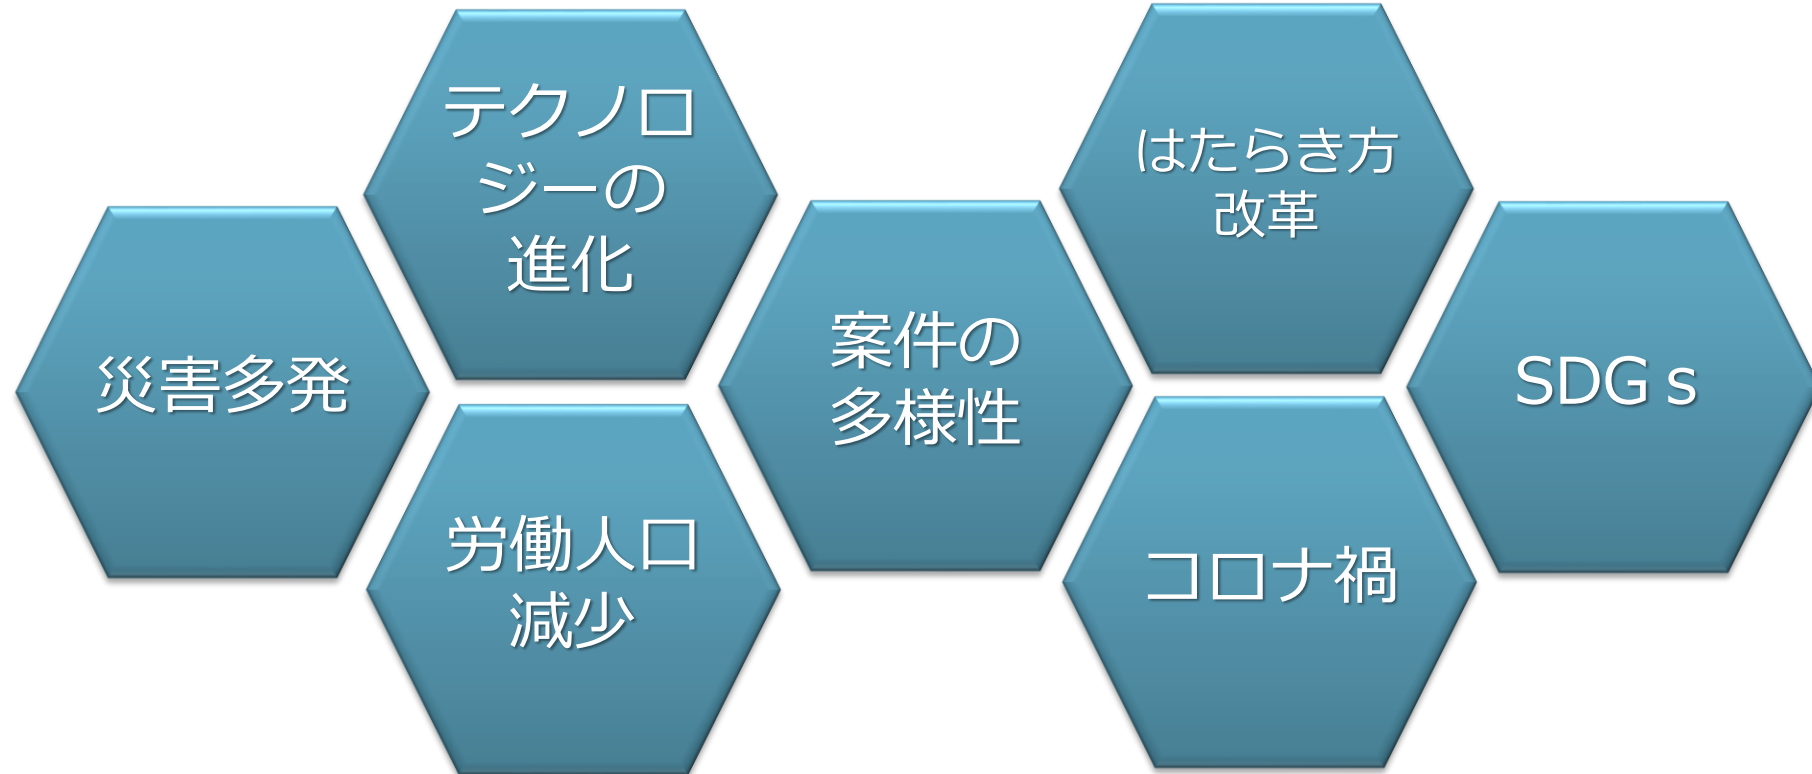 災害多発
テクノロ
ジーの
進化
労働人口
減少
案件の
多様性
はたらき方
改革
コロナ禍
SDGｓ